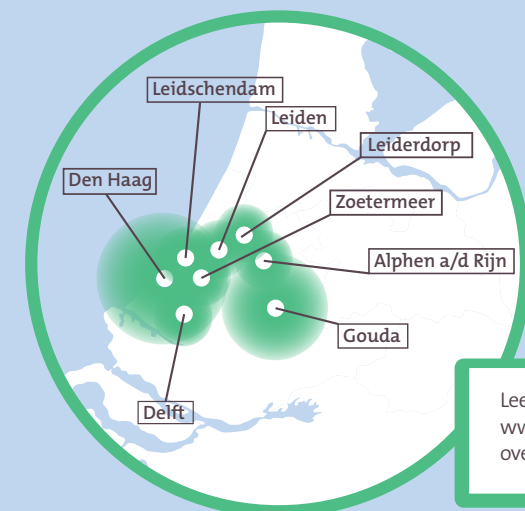 Leidschendam
Leiden
Leiderdorp
Den Haag
Zoetermeer
Alphen a/d Rijn
Gouda
Delft